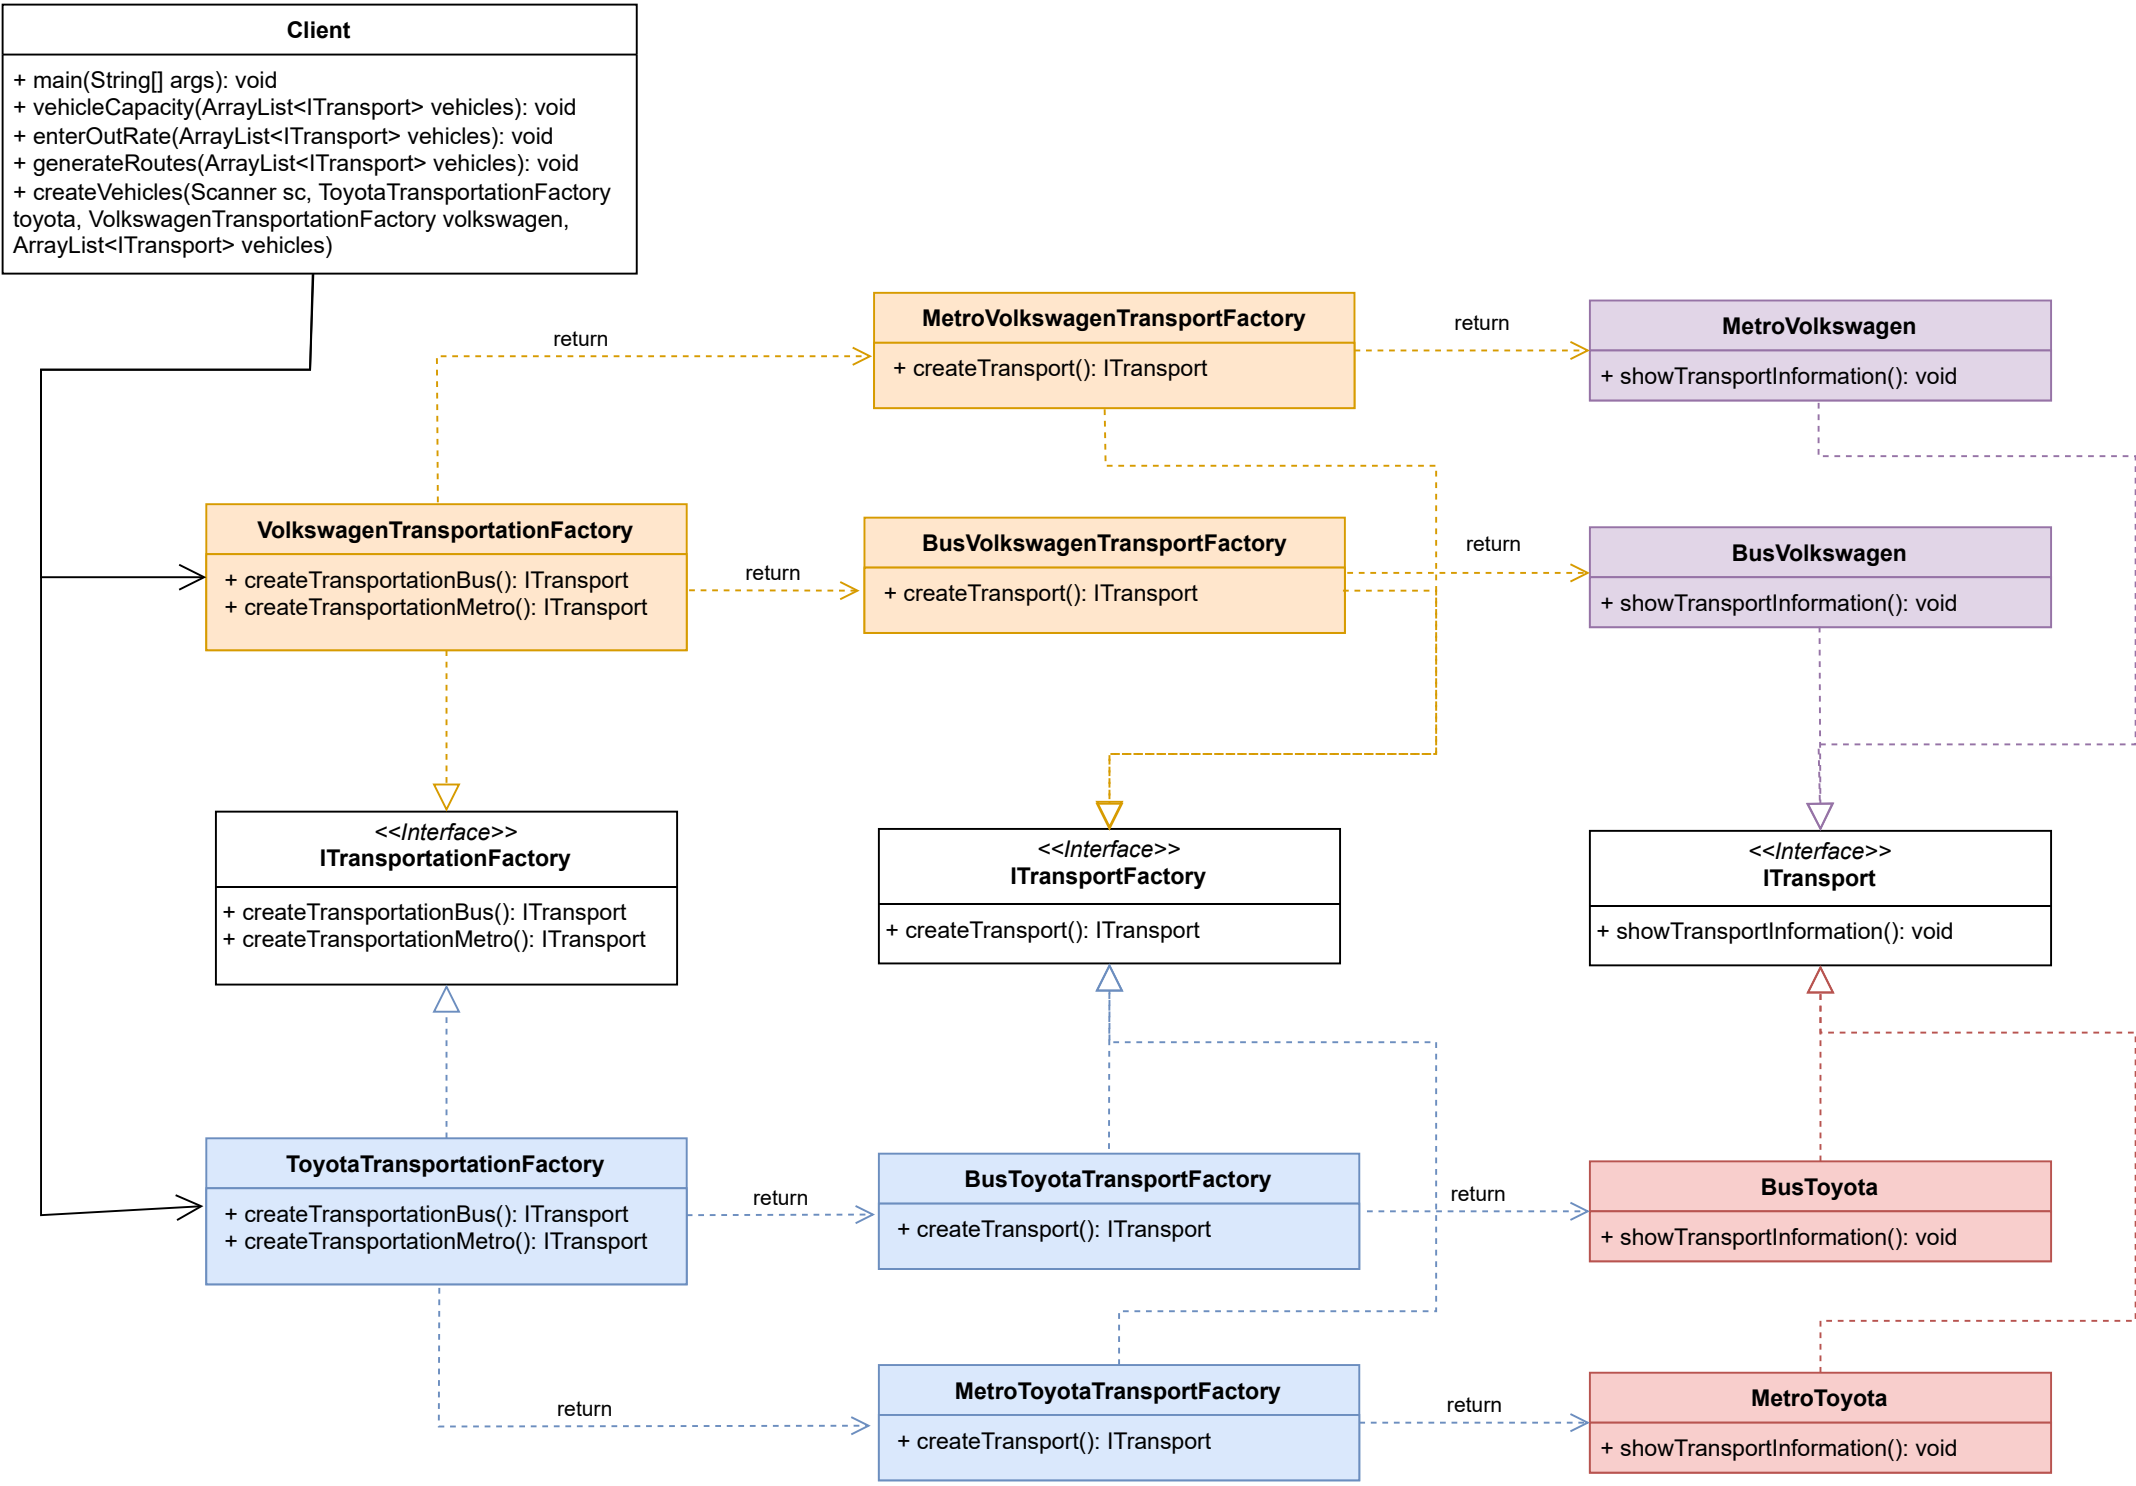 Client
+ main(String[] args): void
+ vehicleCapacity(ArrayList<ITransport> vehicles): void
+ enterOutRate(ArrayList<ITransport> vehicles): void
+ generateRoutes(ArrayList<ITransport> vehicles): void
+ createVehicles(Scanner sc, ToyotaTransportationFactory
toyota, VolkswagenTransportationFactory volkswagen,
ArrayList<ITransport> vehicles)
MetroVolkswagenTransportFactory
+ createTransport(): ITransport
return
MetroVolkswagen
+ showTransportInformation(): void
return
VolkswagenTransportationFactory
+ createTransportationBus(): ITransport
+ createTransportationMetro(): ITransport
return
BusVolkswagenTransportFactory
+ createTransport(): ITransport
return
BusVolkswagen
+ showTransportInformation(): void
<<Interface>>
ITransportationFactory
+ createTransportationBus(): ITransport
+ createTransportationMetro(): ITransport
<<Interface>>
ITransportFactory
+ createTransport(): ITransport
<<Interface>>
ITransport
+ showTransportInformation(): void
ToyotaTransportationFactory
+ createTransportationBus(): ITransport
+ createTransportationMetro(): ITransport
return
BusToyotaTransportFactory
+ createTransport(): ITransport
return
BusToyota
+ showTransportInformation(): void
return
MetroToyotaTransportFactory
+ createTransport(): ITransport
return
MetroToyota
+ showTransportInformation(): void